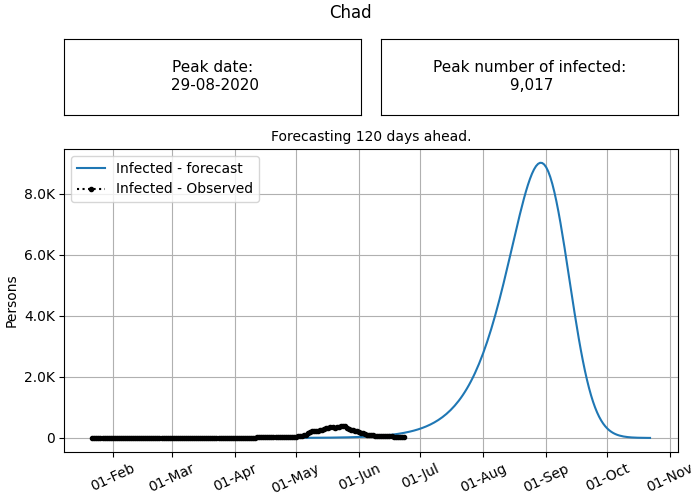 Chad
Peak date:
29-08-2020
Peak number of infected:
9,017
Forecasting 120 days ahead.
Infected - forecast
Infected - Observed
Persons
8.0K
6.0K
4.0K
2.0K
0
01-Feb
01-Mar
01-Apr
01-May
01-Jun
01-Jul
01-Aug
01-Sep
01-Oct
01-Nov